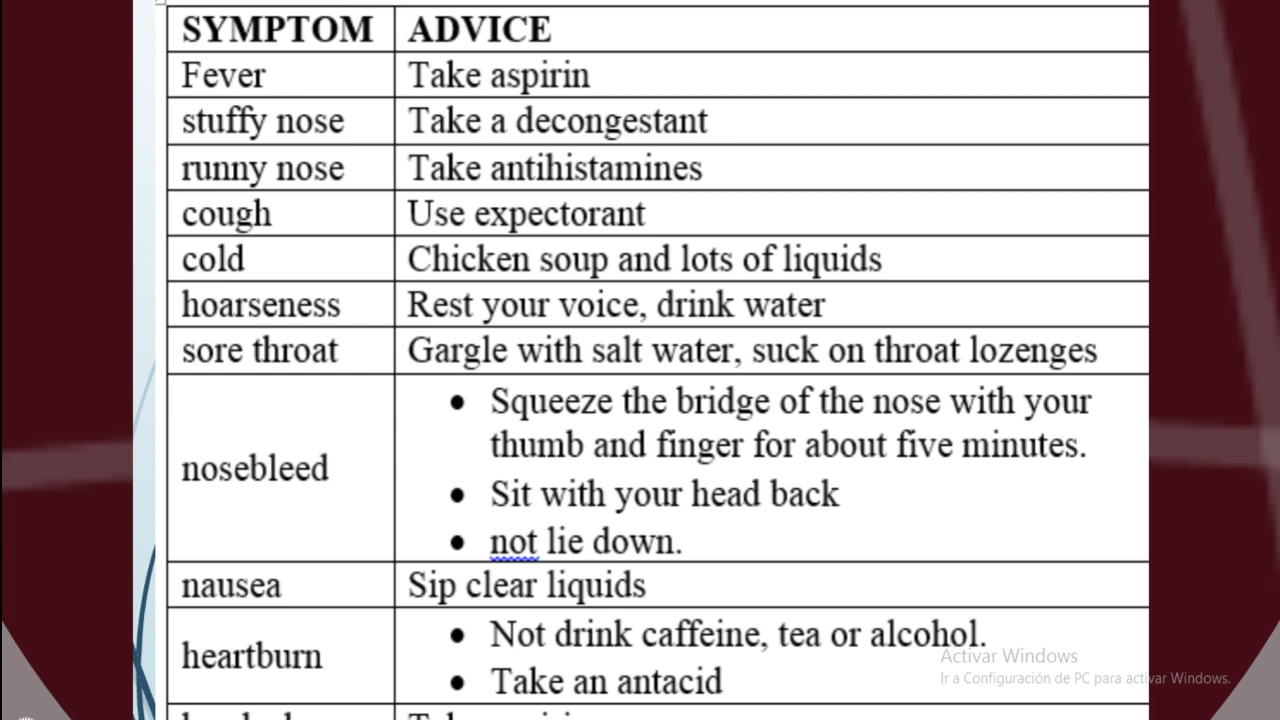 SYMPTOM ADVICE
Fever Take aspirin
stuffy nose Take a decongestant
runny nose Take antihistamines
cough Use expectorant
cold Chicken soup and lots of liquids
hoarseness Rest your voice, drink water
sore throat Gargle with salt water, suck on throat lozenges
nosebleed
• Squeeze the bridge of the nose with your
thumb and finger for about five minutes.
• Sit with your head back
• not lie down.
nausea Sip clear liquids
heartburn
• Not drink caffeine, tea or alcohol.
• Take an antacid
Activar Windows
Ir a Configuración de PC para activar Windows.